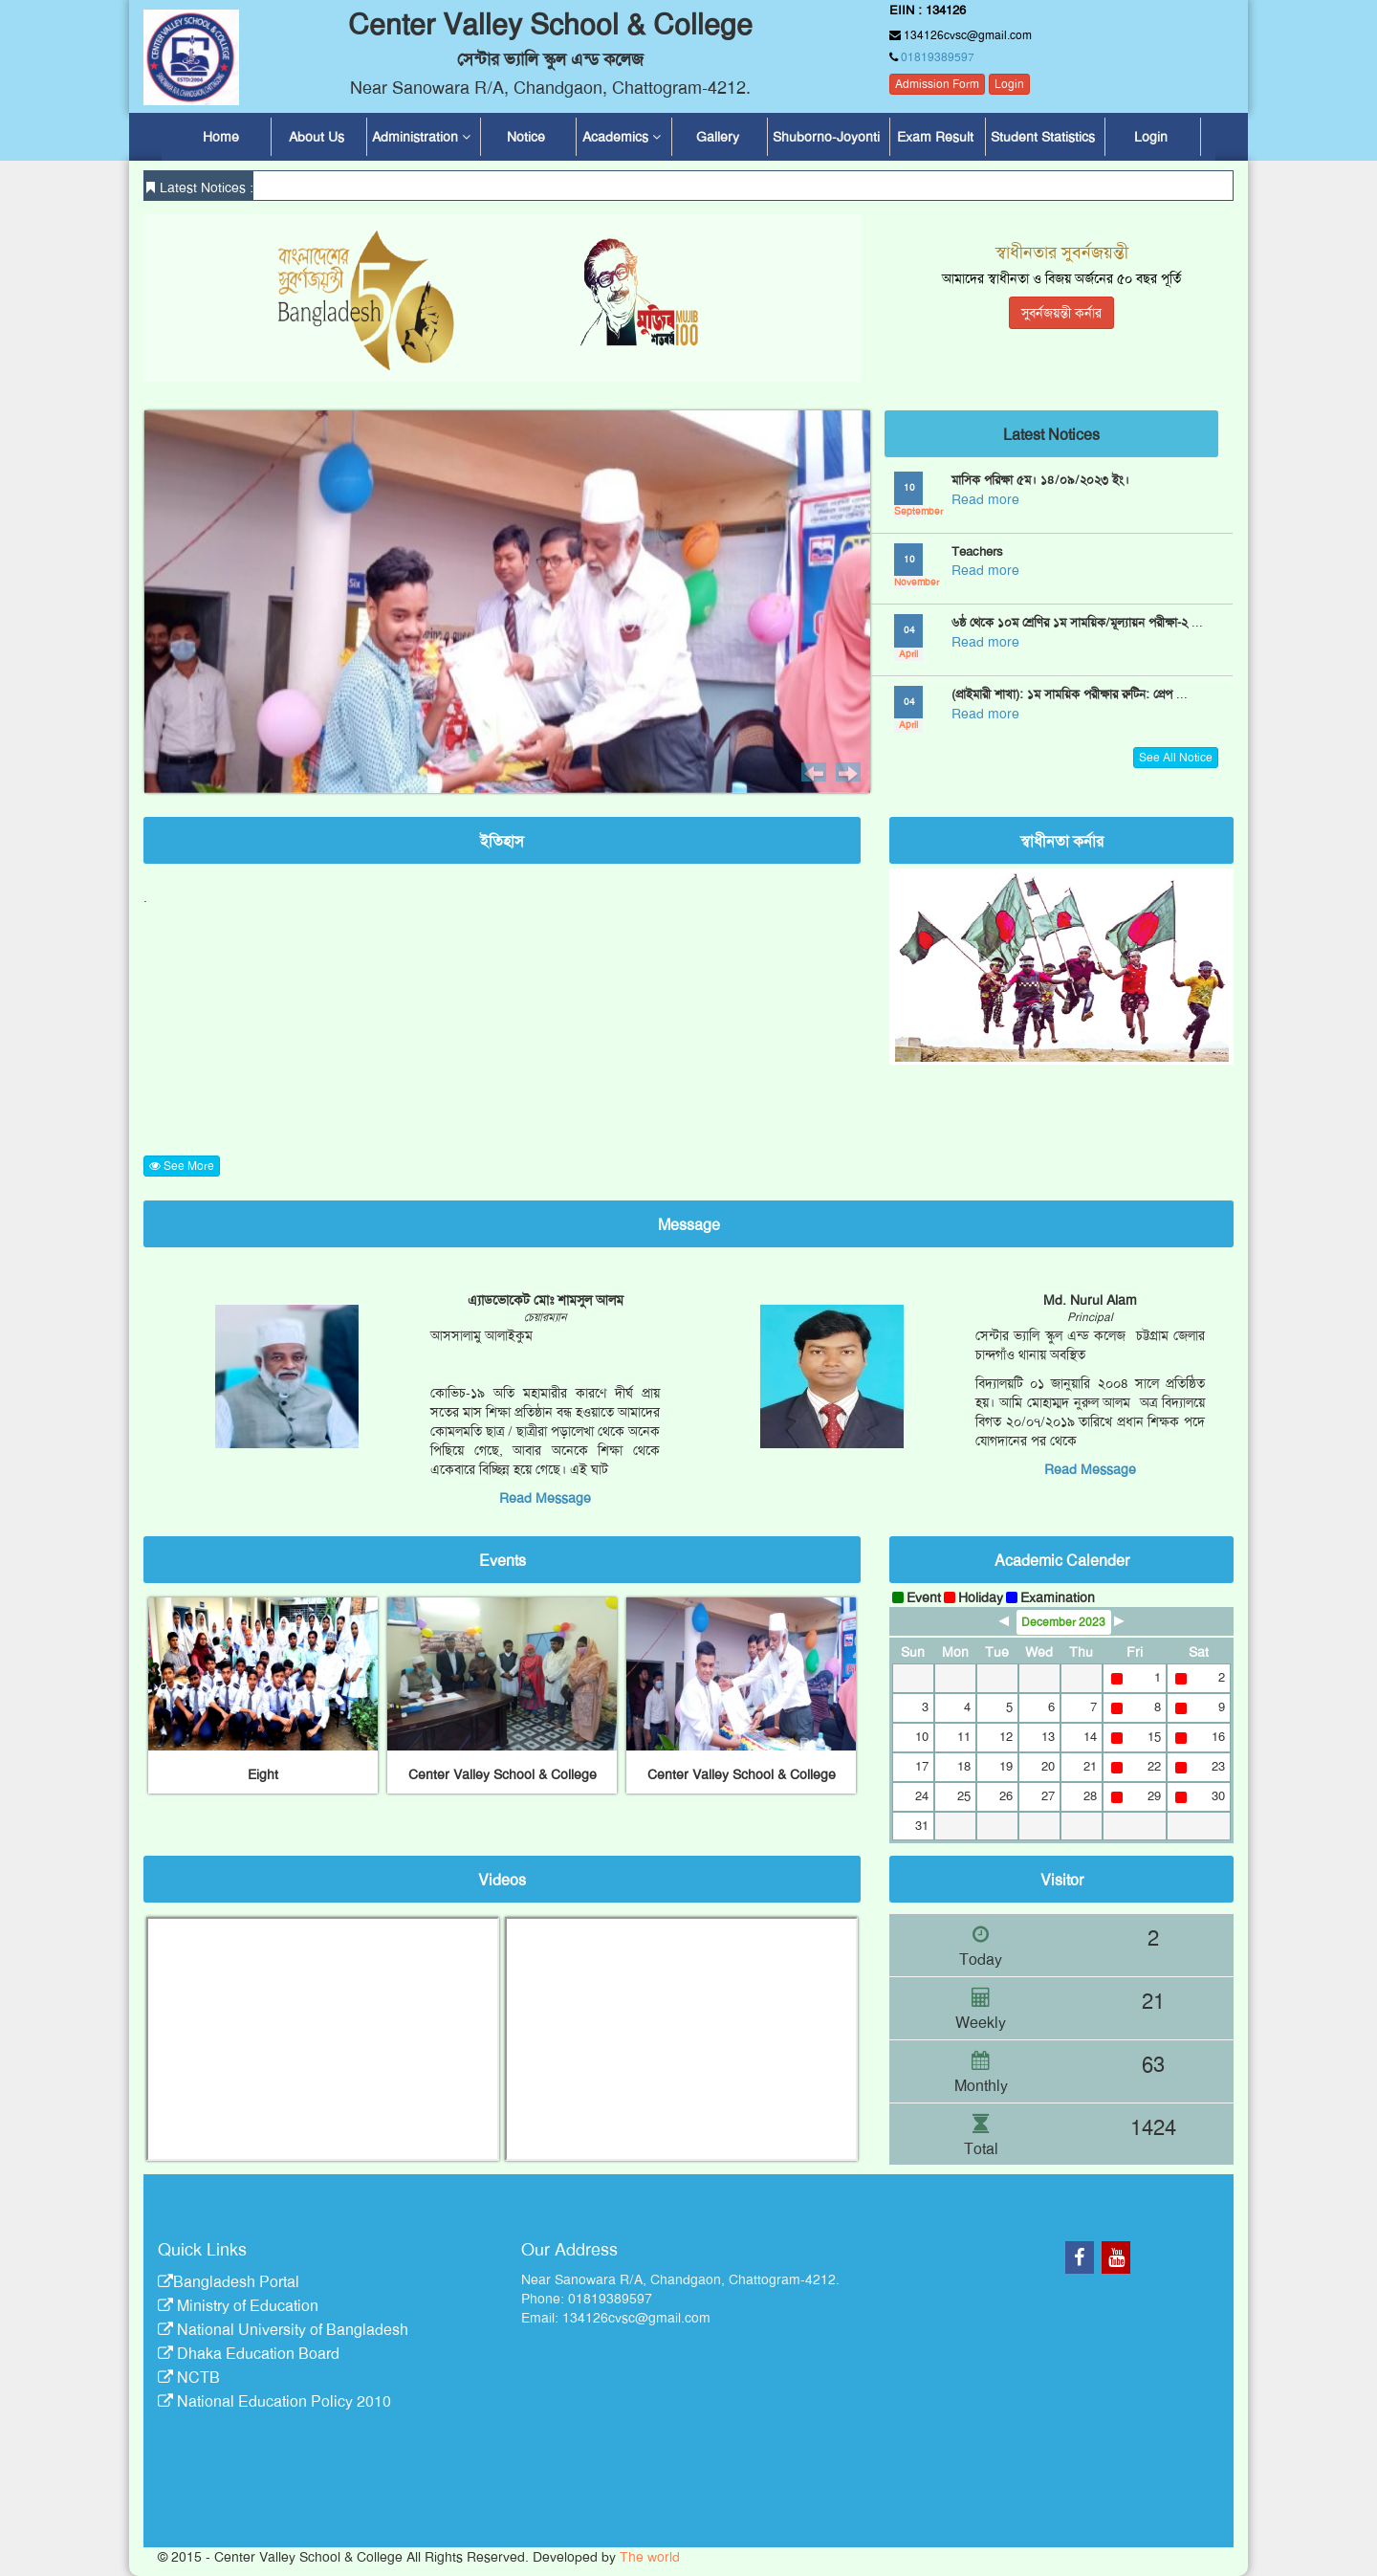 Center Valley School & College
সেন্টার ভ্যালি স্কুল এন্ড কলেজ
Near Sanowara R/A, Chandgaon, Chattogram-4212.
EIIN : 134126
134126cvsc@gmail.com
01819389597
Admission Form Login
Home About Us Administration Notice Academics Gallery Shuborno-Joyonti Exam Result Student Statistics Login
Latest Notices :
বাংলাদেশের
সুবর্ণজয়ন্তী
50
Bangladesh
মুজিব
শতবর্ষ
MUJIB
100
স্বাধীনতার সুবর্নজয়ন্তী
আমাদের স্বাধীনতা ও বিজয় অর্জনের ৫০ বছর পূর্তি
সুবর্নজয়ন্তী কর্নার
Latest Notices
10
September
মাসিক পরিক্ষা ৫ম। ১৪/০৯/২০২৩ ইং।
Read more
10
November
Teachers
Read more
04
April
৬ষ্ঠ থেকে ১০ম শ্রেণির ১ম সাময়িক/মূল্যায়ন পরীক্ষা-২ ...
Read more
04
April
(প্রাইমারী শাখা): ১ম সাময়িক পরীক্ষার রুটিন: প্রেপ ...
Read more
See All Notice
ইতিহাস
স্বাধীনতা কর্নার
-
See More
Message
এ্যাডভোকেট মোঃ শামসুল আলম
চেয়ারম্যান
আসসালামু আলাইকুম
কোভিচ-১৯ অতি মহামারীর কারণে দীর্ঘ প্রায়
সতের মাস শিক্ষা প্রতিষ্ঠান বন্ধ হওয়াতে আমাদের
কোমলমতি ছাত্র / ছাত্রীরা পড়ালেখা থেকে অনেক
পিছিয়ে গেছে, আবার অনেকে শিক্ষা থেকে
একেবারে বিচ্ছিন্ন হয়ে গেছে। এই ঘাট
Read Message
Md. Nurul Alam
Principal
সেন্টার ভ্যালি স্কুল এন্ড কলেজ চট্টগ্রাম জেলার
চান্দগাঁও থানায় অবস্থিত
বিদ্যালয়টি ০১ জানুয়ারি ২০০৪ সালে প্রতিষ্ঠিত
হয়। আমি মোহাম্মদ নুরুল আলম অত্র বিদ্যালয়ে
বিগত ২০/০৭/২০১৯ তারিখে প্রধান শিক্ষক পদে
যোগদানের পর থেকে
Read Message
Events
Eight
Center Valley School & College
Center Valley School & College
Academic Calender
Event Holiday Examination
December 2023
Sun Mon Tue Wed Thu Fri Sat
1 2
3 4 5 6 7 8 9
10 11 12 13 14 15 16
17 18 19 20 21 22 23
24 25 26 27 28 29 30
31
Videos
Visitor
Today 2
Weekly 21
Monthly 63
Total 1424
Quick Links
Bangladesh Portal
Ministry of Education
National University of Bangladesh
Dhaka Education Board
NCTB
National Education Policy 2010
Our Address
Near Sanowara R/A, Chandgaon, Chattogram-4212.
Phone: 01819389597
Email: 134126cvsc@gmail.com
You
Tube
© 2015 - Center Valley School & College All Rights Reserved. Developed by The world